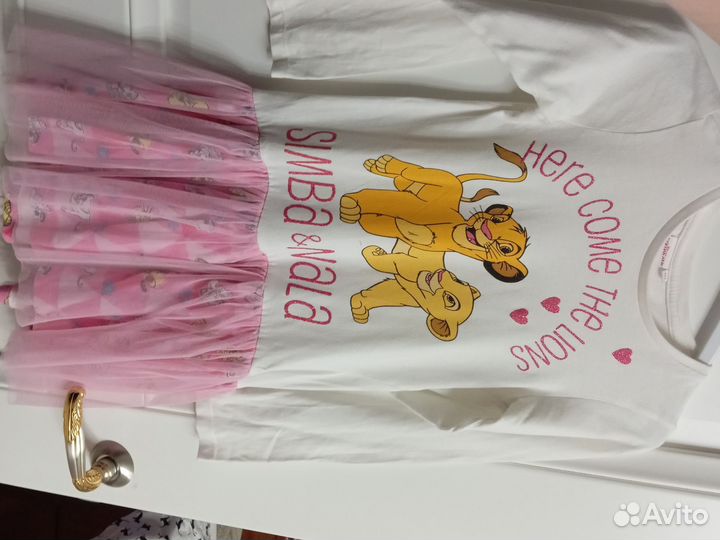 Here come the Lions
Simba & Nala
Avito